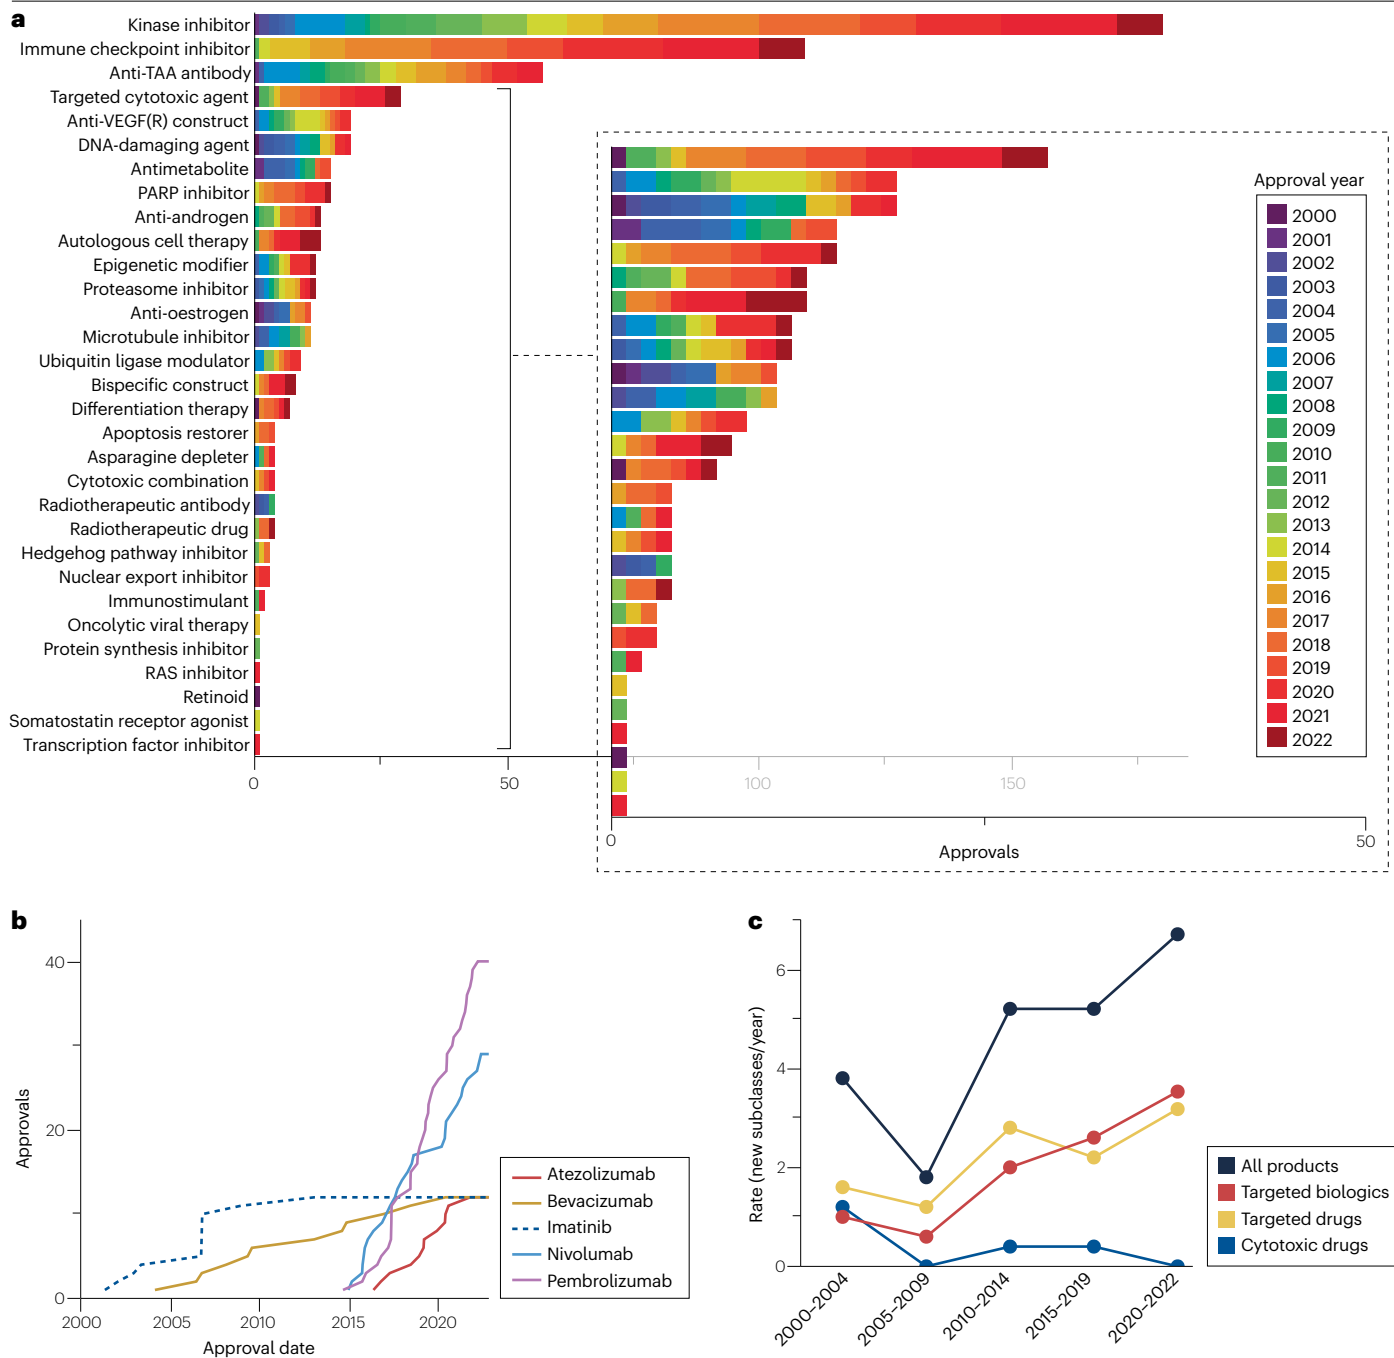 a
Kinase inhibitor
Immune checkpoint inhibitor
Anti-TAA antibody
Targeted cytotoxic agent
Anti-VEGF(R) construct
DNA-damaging agent
Antimetabolite
PARP inhibitor
Anti-androgen
Autologous cell therapy
Epigenetic modifier
Proteasome inhibitor
Anti-oestrogen
Microtubule inhibitor
Ubiquitin ligase modulator
Bispecific construct
Differentiation therapy
Apoptosis restorer
Asparagine depleter
Cytotoxic combination
Radiotherapeutic antibody
Radiotherapeutic drug
Hedgehog pathway inhibitor
Nuclear export inhibitor
Immunostimulant
Oncolytic viral therapy
Protein synthesis inhibitor
RAS inhibitor
Retinoid
Somatostatin receptor agonist
Transcription factor inhibitor
0 50 100 150
0 50
Approvals
Approval year
2000
2001
2002
2003
2004
2005
2006
2007
2008
2009
2010
2011
2012
2013
2014
2015
2016
2017
2018
2019
2020
2021
2022
b
Approvals
40
20
0
2000 2005 2010 2015 2020
Approval date
Atezolizumab
Bevacizumab
Imatinib
Nivolumab
Pembrolizumab
c
Rate (new subclasses/year)
6
4
2
0
2000–2004
2005–2009
2010–2014
2015–2019
2020–2022
All products
Targeted biologics
Targeted drugs
Cytotoxic drugs